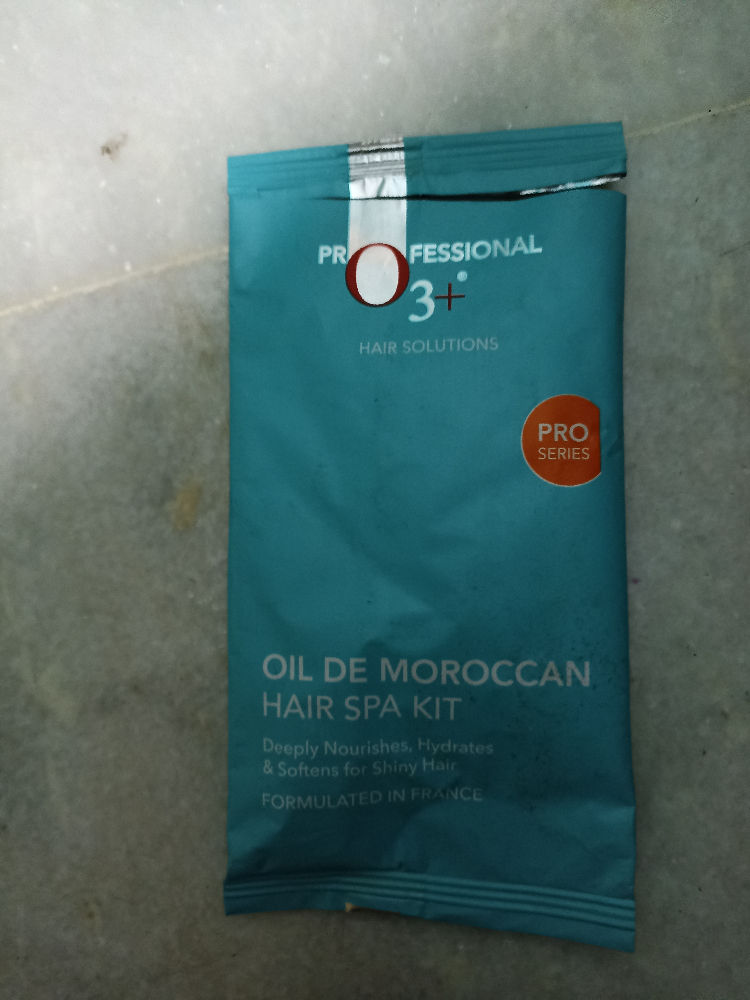 PROFESSIONAL
O3+®
HAIR SOLUTIONS
PRO
SERIES
OIL DE MOROCCAN
HAIR SPA KIT
Deeply Nourishes, Hydrates
& Softens for Shiny Hair
FORMULATED IN FRANCE